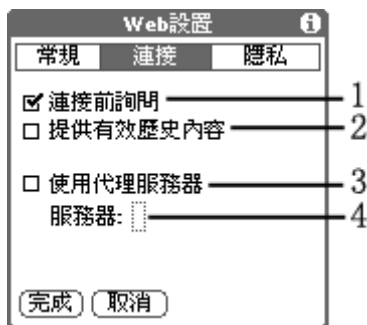 Web設置
常規 連接 隱私
連接前詢問 1
提供有效歷史內容 2
使用代理服務器 3
服務器: 4
完成 取消